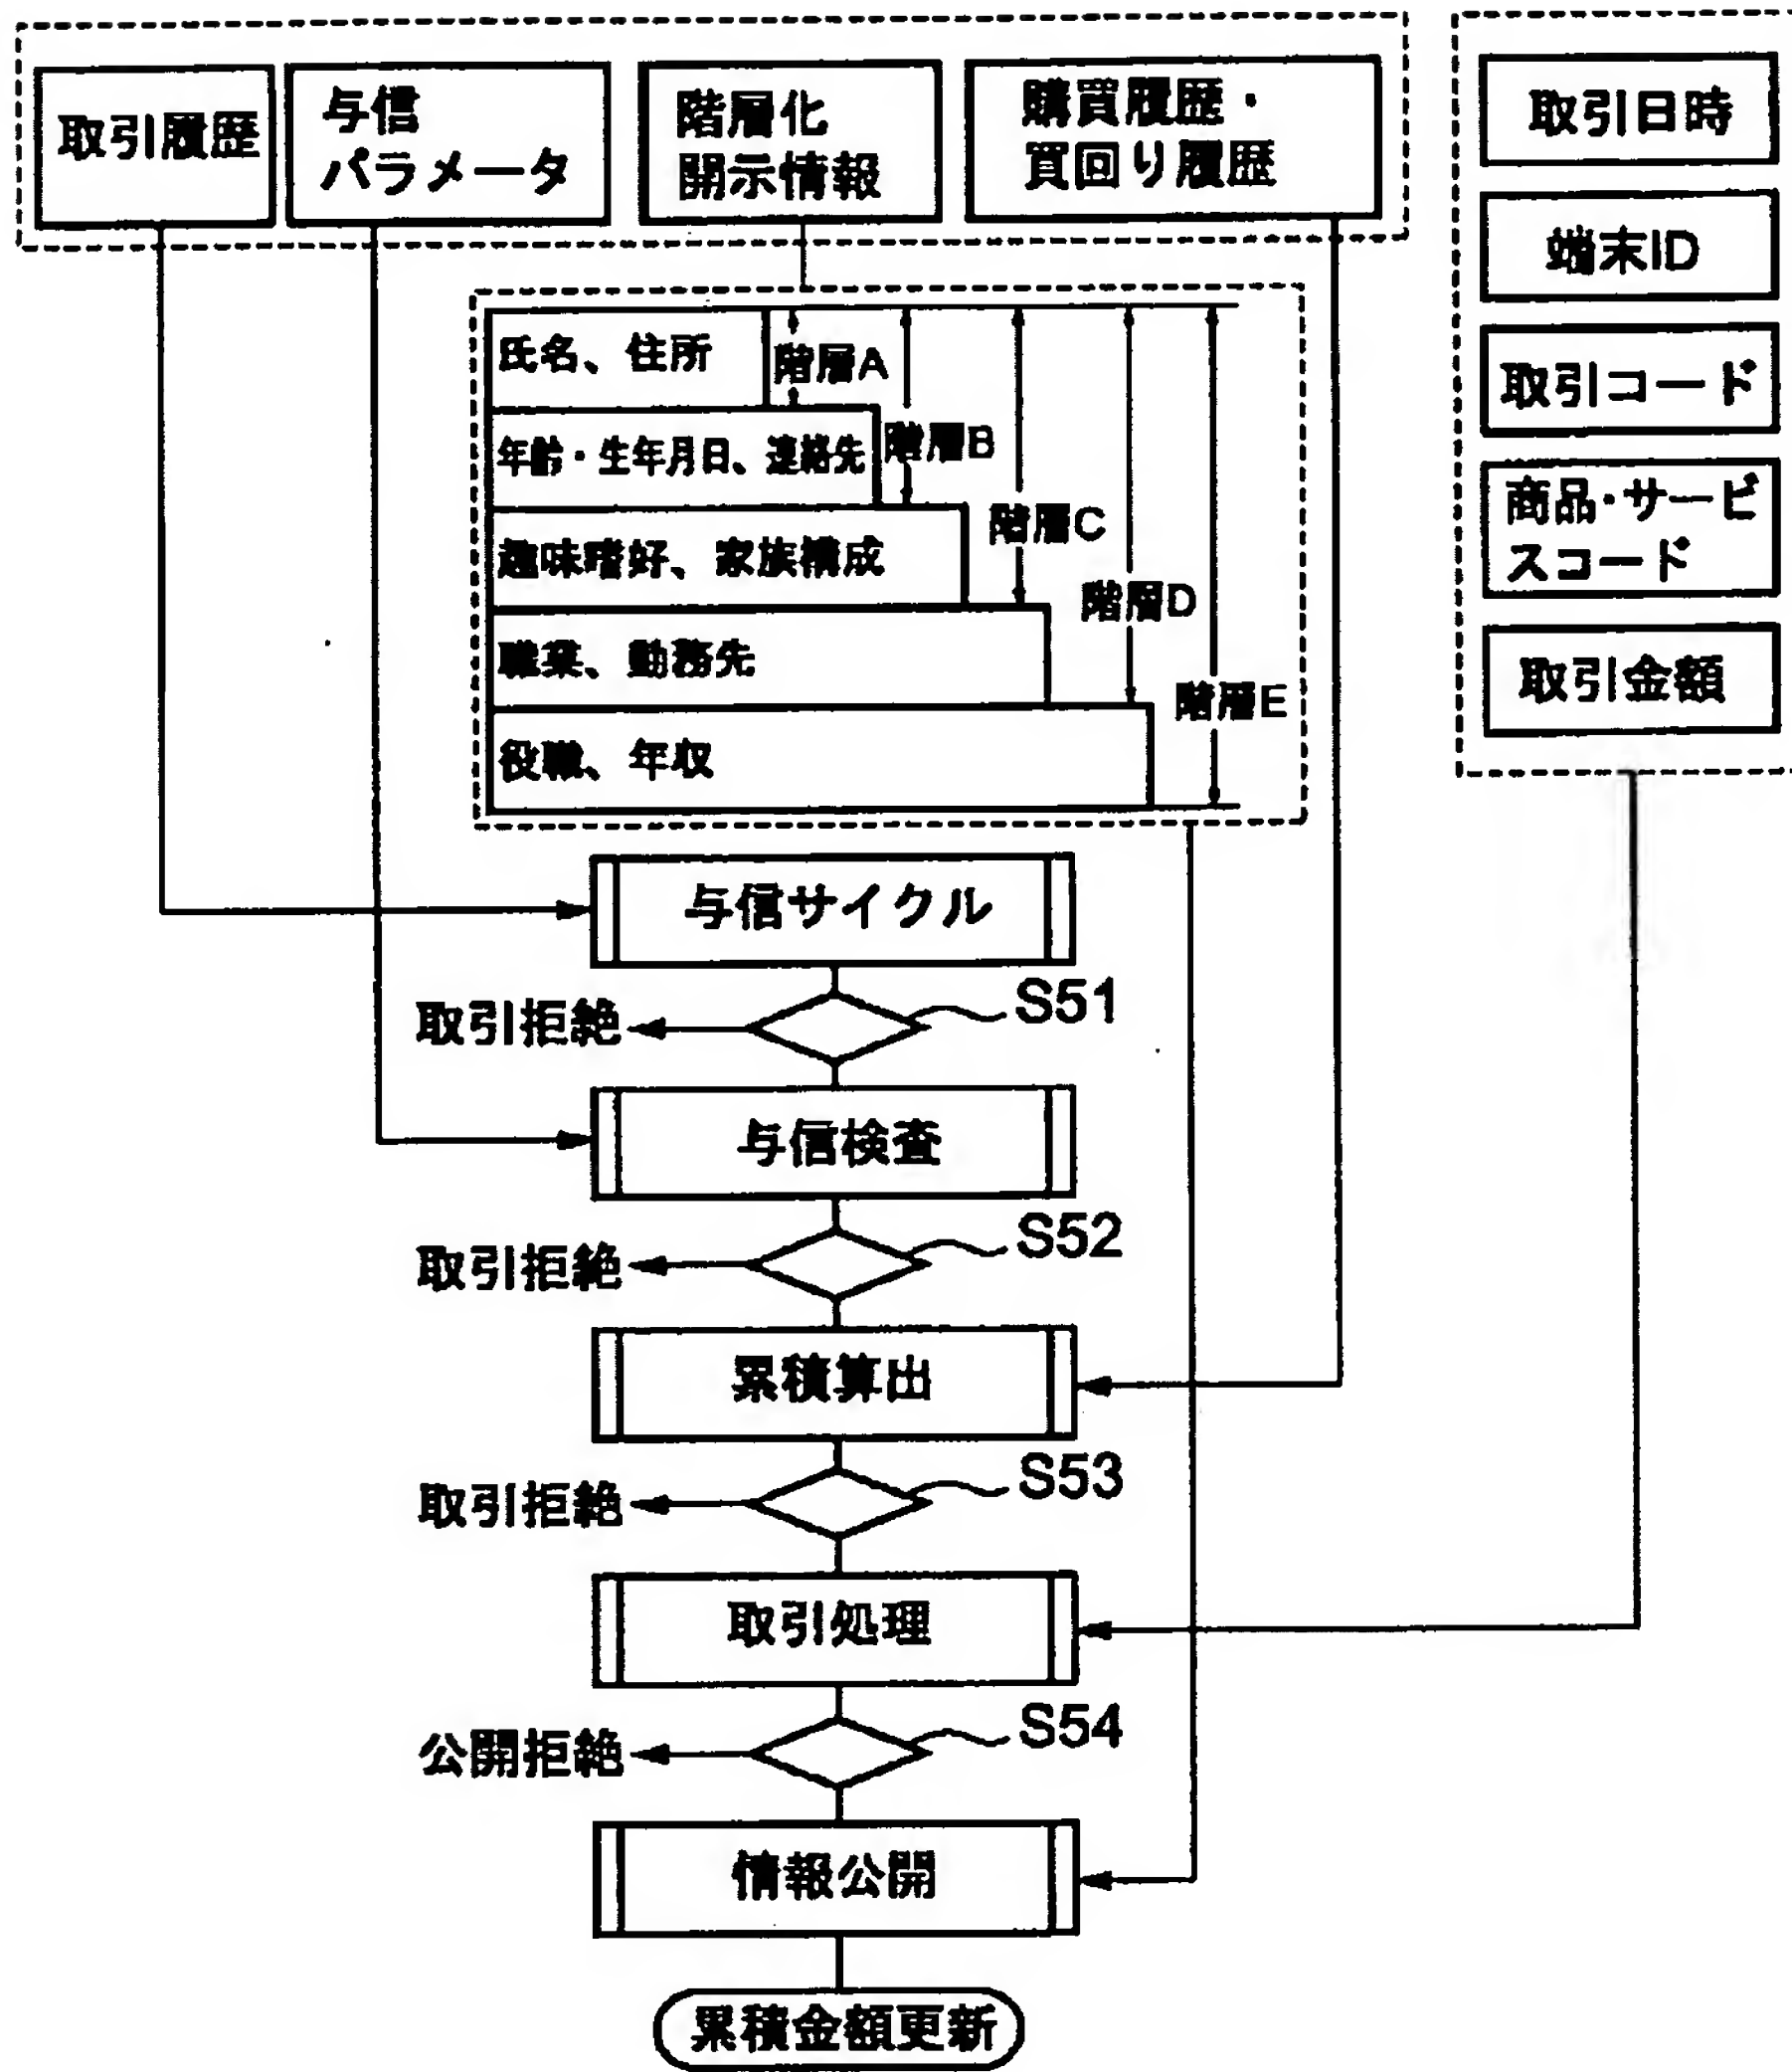 取引履歴
与信
パラメータ
階層化
開示情報
購買履歴・
買回り履歴
取引日時
端末ID
取引コード
商品・サービ
スコード
取引金額
氏名、住所
階層A
年齢・生年月日、連絡先
階層B
趣味嗜好、家族構成
階層C
職業、勤務先
階層D
役職、年収
階層E
与信サイクル
取引拒絶
S51
与信検査
取引拒絶
S52
累積算出
取引拒絶
S53
取引処理
公開拒絶
S54
情報公開
累積金額更新